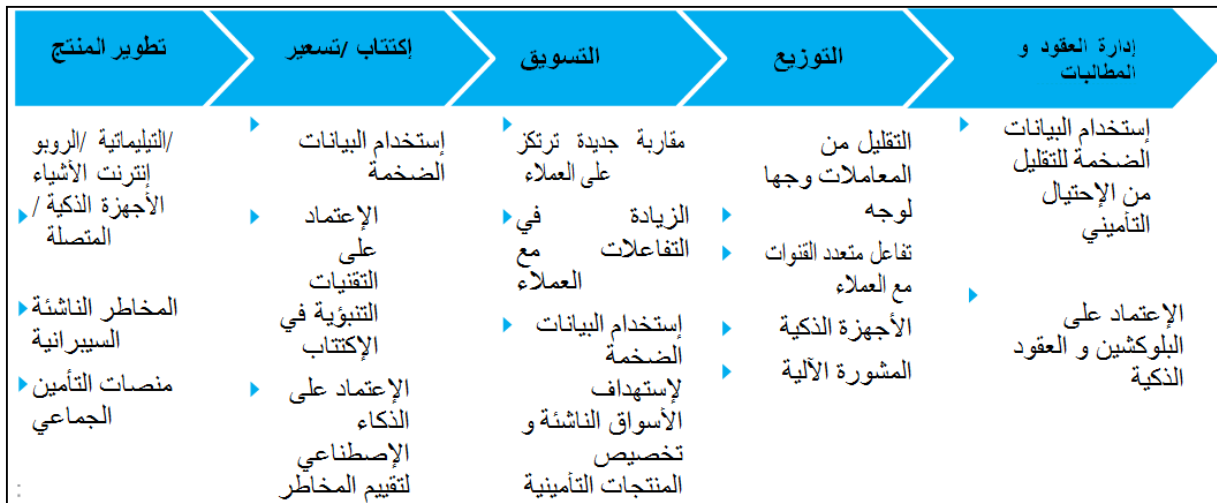 تطوير المنتج
إكتتاب /تسعير
التسويق
التوزيع
إدارة العقود و
المطالبات
/التيليماتية /الروبو
إنترنت الأشياء
الأجهزة الذكية /
المتصلة
المخاطر الناشئة
السيبرانية
منصات التأمين
الجماعي
إستخدام البيانات
الضخمة
الإعتماد
على
التقنيات
التنبؤية في
الإكتتاب
الإعتماد على
الذكاء
الإصطناعي
لتقييم المخاطر
مقاربة جديدة ترتكز
على العملاء
الزيادة في
التفاعلات مع
العملاء
إستخدام البيانات
الضخمة
لإستهداف
الأسواق الناشئة و
تخصيص
المنتجات التأمينية
التقليل من
المعاملات وجها
لوجه
تفاعل متعدد القنوات
مع العملاء
الأجهزة الذكية
المشورة الآلية
إستخدام البيانات
الضخمة للتقليل
من الإحتيال
التأميني
الإعتماد على
البلوكشين و العقود
الذكية
: